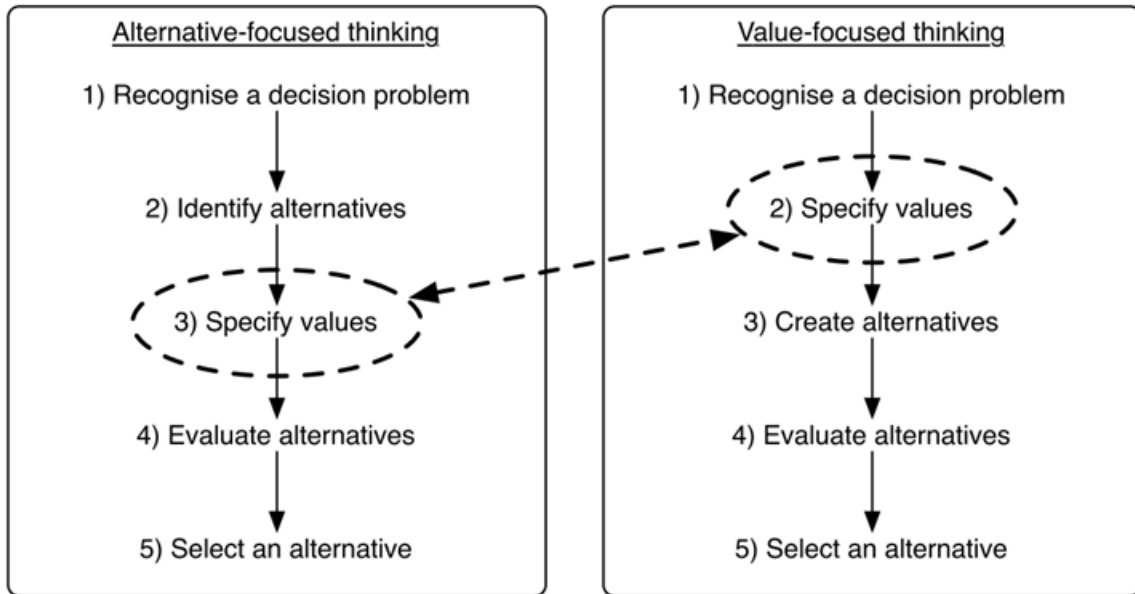 Alternative-focused thinking
1) Recognise a decision problem
2) Identify alternatives
3) Specify values
4) Evaluate alternatives
5) Select an alternative
Value-focused thinking
1) Recognise a decision problem
2) Specify values
3) Create alternatives
4) Evaluate alternatives
5) Select an alternative